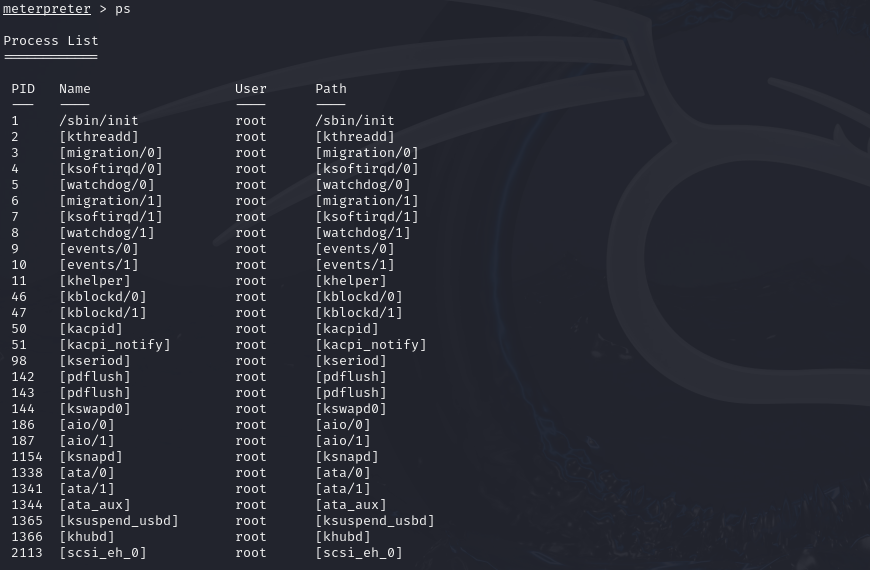 meterpreter > ps
Process List
============
PID Name User Path
--- ---- ---- ----
1 /sbin/init root /sbin/init
2 [kthreadd] root [kthreadd]
3 [migration/0] root [migration/0]
4 [ksoftirqd/0] root [ksoftirqd/0]
5 [watchdog/0] root [watchdog/0]
6 [migration/1] root [migration/1]
7 [ksoftirqd/1] root [ksoftirqd/1]
8 [watchdog/1] root [watchdog/1]
9 [events/0] root [events/0]
10 [events/1] root [events/1]
11 [khelper] root [khelper]
46 [kblockd/0] root [kblockd/0]
47 [kblockd/1] root [kblockd/1]
50 [kacpid] root [kacpid]
51 [kacpi_notify] root [kacpi_notify]
98 [kseriod] root [kseriod]
142 [pdflush] root [pdflush]
143 [pdflush] root [pdflush]
144 [kswapd0] root [kswapd0]
186 [aio/0] root [aio/0]
187 [aio/1] root [aio/1]
1154 [ksnapd] root [ksnapd]
1338 [ata/0] root [ata/0]
1341 [ata/1] root [ata/1]
1344 [ata_aux] root [ata_aux]
1365 [ksuspend_usbd] root [ksuspend_usbd]
1366 [khubd] root [khubd]
2113 [scsi_eh_0] root [scsi_eh_0]